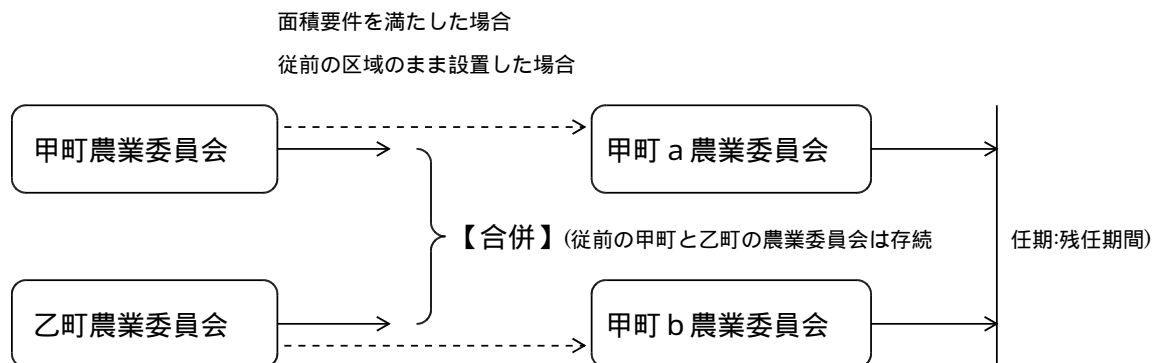 面積要件を満たした場合
従前の区域のまま設置した場合
甲町農業委員会
甲町a農業委員会
【合併】(従前の甲町と乙町の農業委員会は存続
任期:残任期間)
乙町農業委員会
甲町b農業委員会